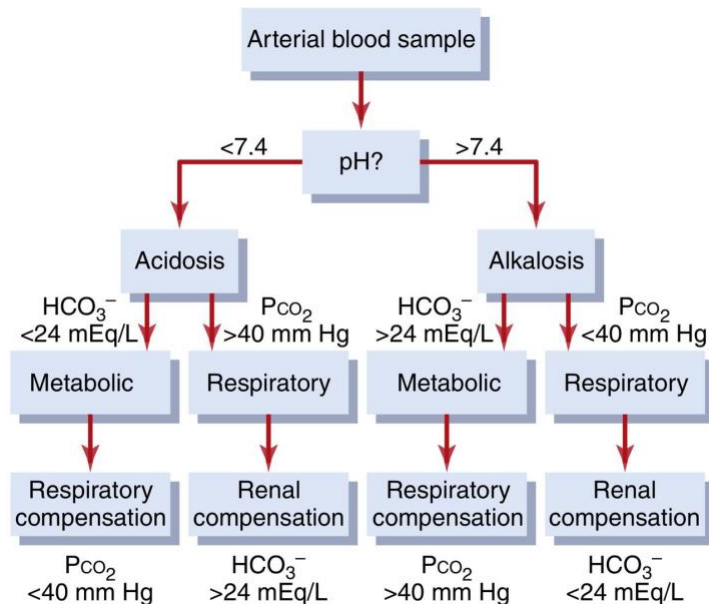 Arterial blood sample
<7.4
pH?
>7.4
Acidosis
Alkalosis
HCO₃⁻
<24 mEq/L
Pco₂
>40 mm Hg
HCO₃⁻
>24 mEq/L
Pco₂
<40 mm Hg
Metabolic
Respiratory
Metabolic
Respiratory
Respiratory
compensation
Renal
compensation
Respiratory
compensation
Renal
compensation
Pco₂
<40 mm Hg
HCO₃⁻
>24 mEq/L
Pco₂
>40 mm Hg
HCO₃⁻
<24 mEq/L